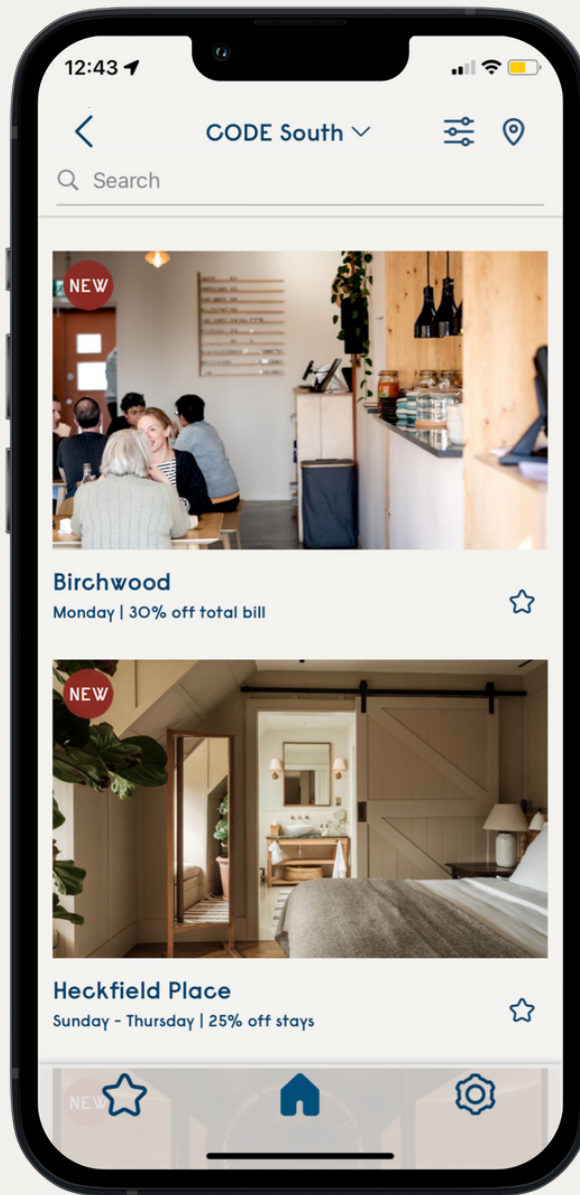 12:43
CODE South
Search
NEW
Birchwood
Monday | 30% off total bill
NEW
Heckfield Place
Sunday - Thursday | 25% off stays
NEW